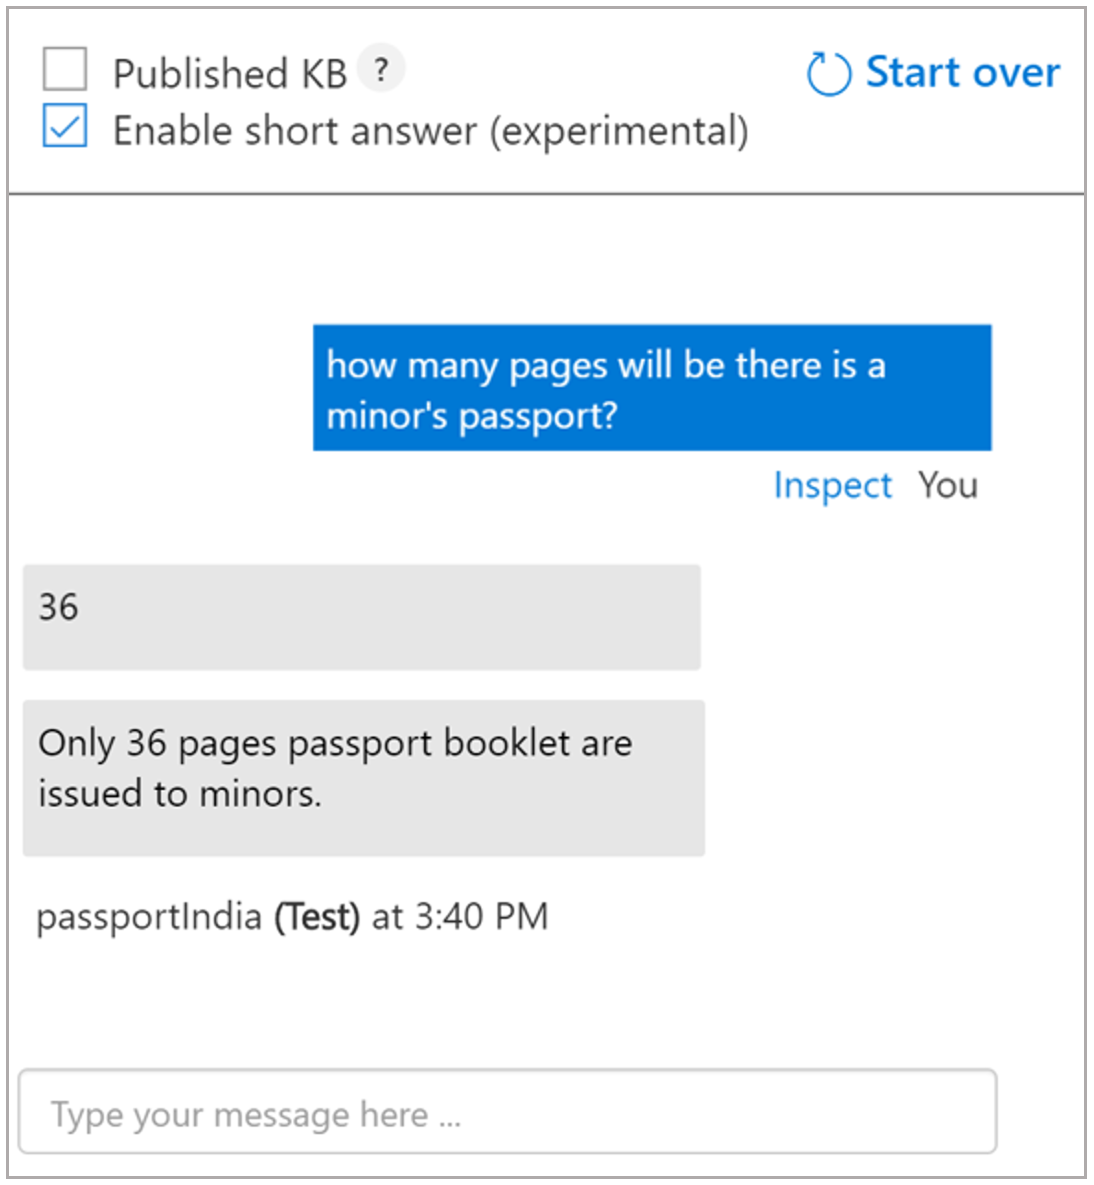 Published KB ?
Start over
Enable short answer (experimental)
how many pages will be there is a
minor's passport?
Inspect You
36
Only 36 pages passport booklet are
issued to minors.
passportIndia (Test) at 3:40 PM
Type your message here ...